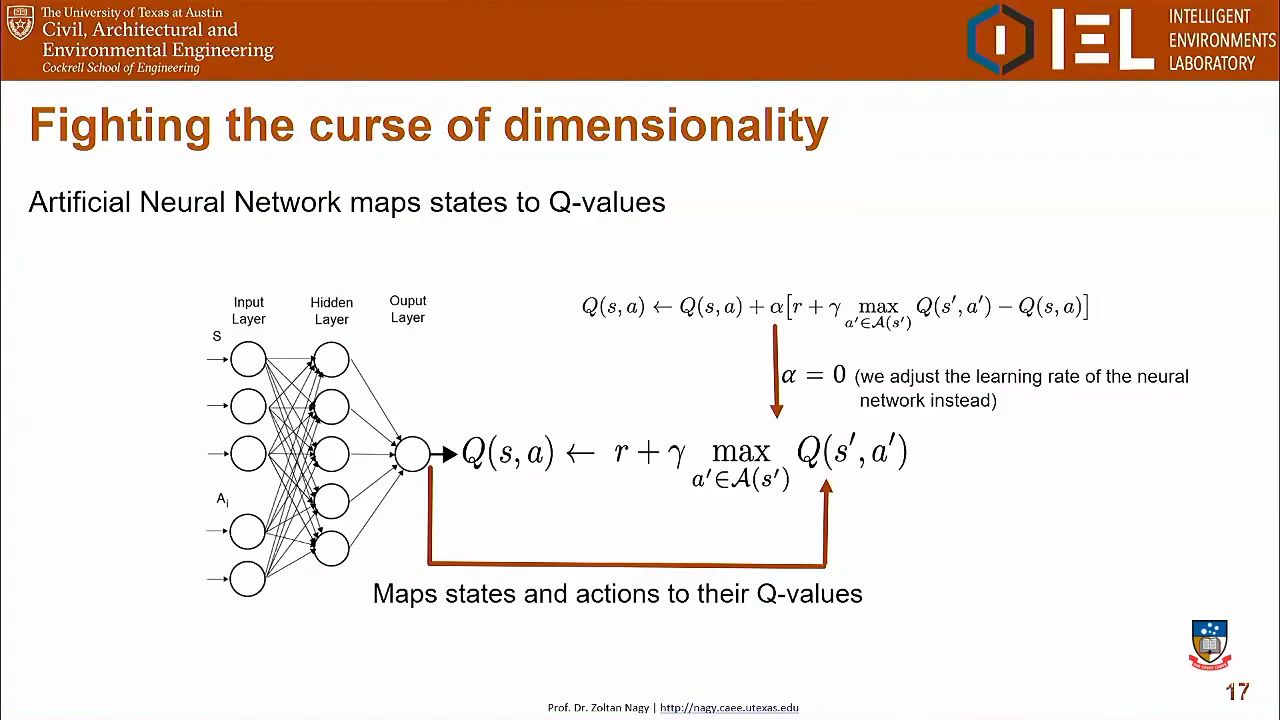 The University of Texas at Austin
Civil, Architectural and
Environmental Engineering
Cockrell School of Engineering
I IEL
INTELLIGENT
ENVIRONMENTS
LABORATORY
Fighting the curse of dimensionality
Artificial Neural Network maps states to Q-values
Input
Layer
Hidden
Layer
Ouput
Layer
S
A_i
Q(s, a) ← Q(s, a) + α[r + γ max_{a′∈𝒜(s′)} Q(s′, a′) − Q(s, a)]
α = 0 (we adjust the learning rate of the neural
network instead)
Q(s, a) ← r + γ max_{a′∈𝒜(s′)} Q(s′, a′)
Maps states and actions to their Q-values
17
Prof. Dr. Zoltan Nagy | http://nagy.caee.utexas.edu